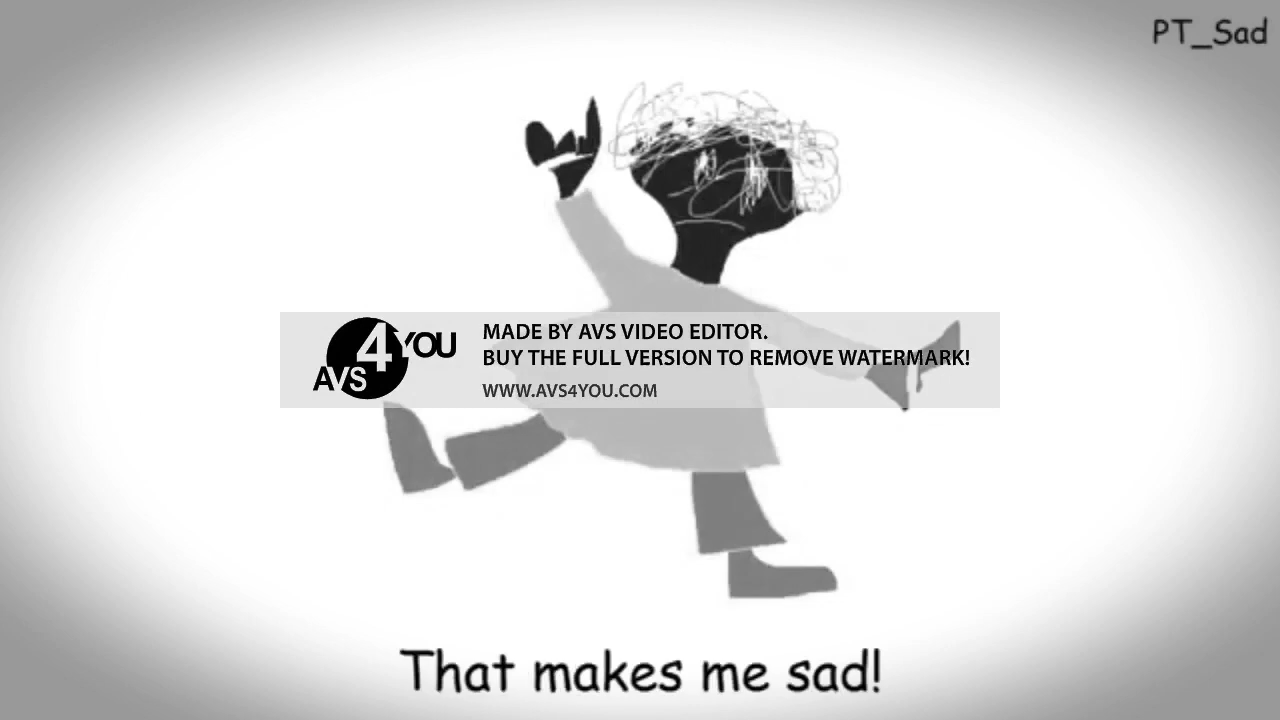 PT_Sad
AVS4YOU
MADE BY AVS VIDEO EDITOR.
BUY THE FULL VERSION TO REMOVE WATERMARK!
WWW.AVS4YOU.COM
That makes me sad!